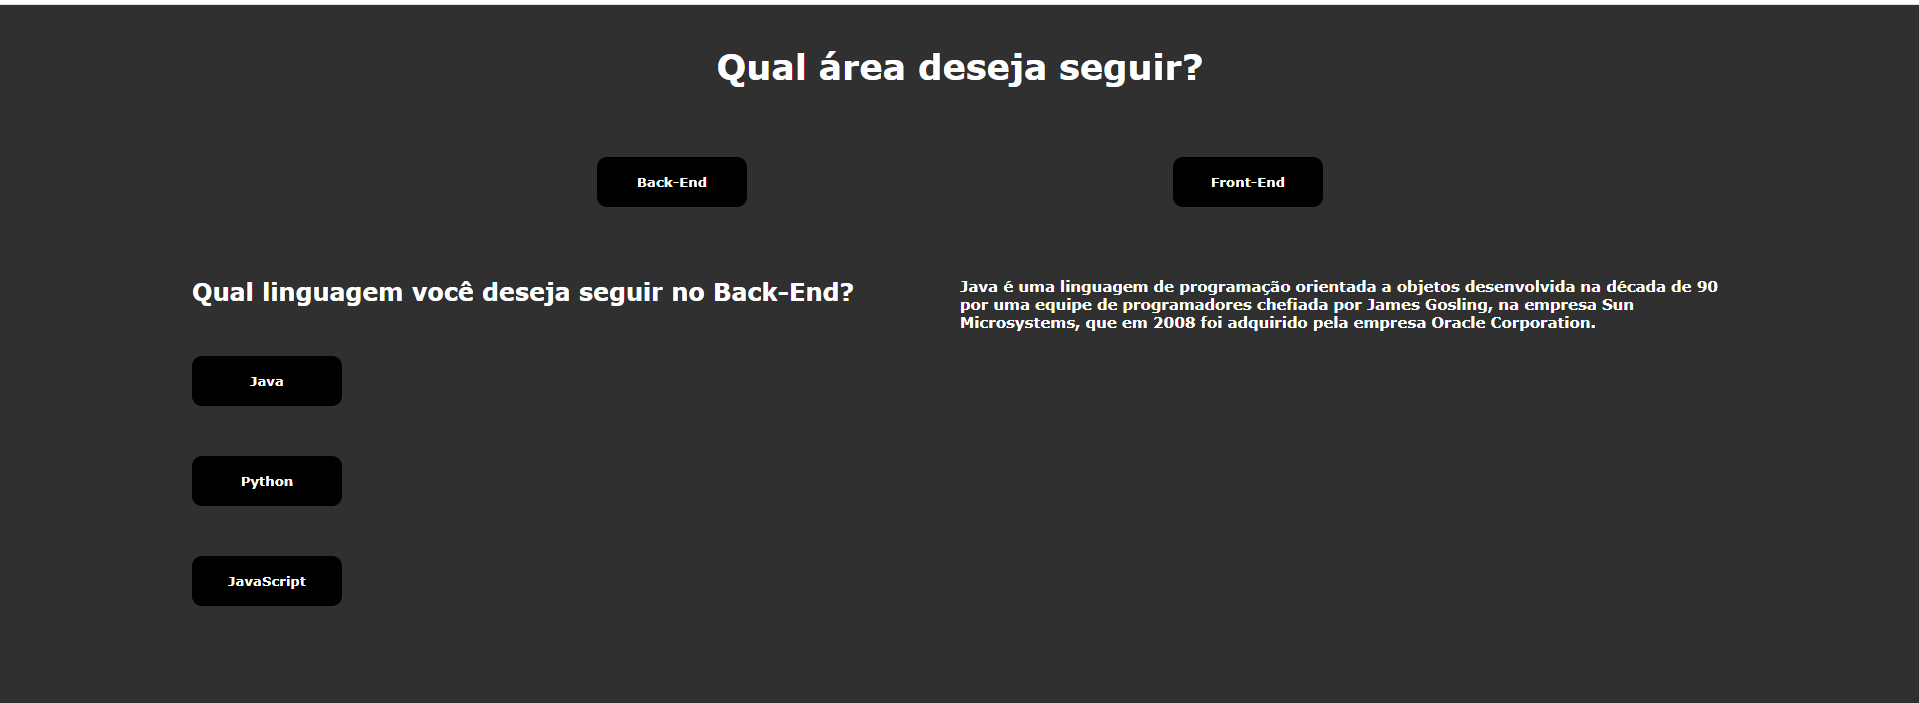 Qual área deseja seguir?
Back-End
Front-End
Qual linguagem você deseja seguir no Back-End?
Java
Python
JavaScript
Java é uma linguagem de programação orientada a objetos desenvolvida na década de 90
por uma equipe de programadores chefiada por James Gosling, na empresa Sun
Microsystems, que em 2008 foi adquirido pela empresa Oracle Corporation.